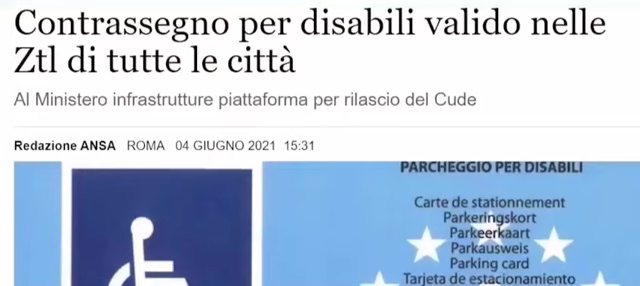 Contrassegno per disabili valido nelle
Ztl di tutte le città
Al Ministero infrastrutture piattaforma per rilascio del Cude
Redazione ANSA ROMA 04 GIUGNO 2021 15:31
PARCHEGGIO PER DISABILI
Carte de stationnement
Parkeringskort
Parkeerkaart
Parkausweis
Parking card
Tarjeta de estacionamiento